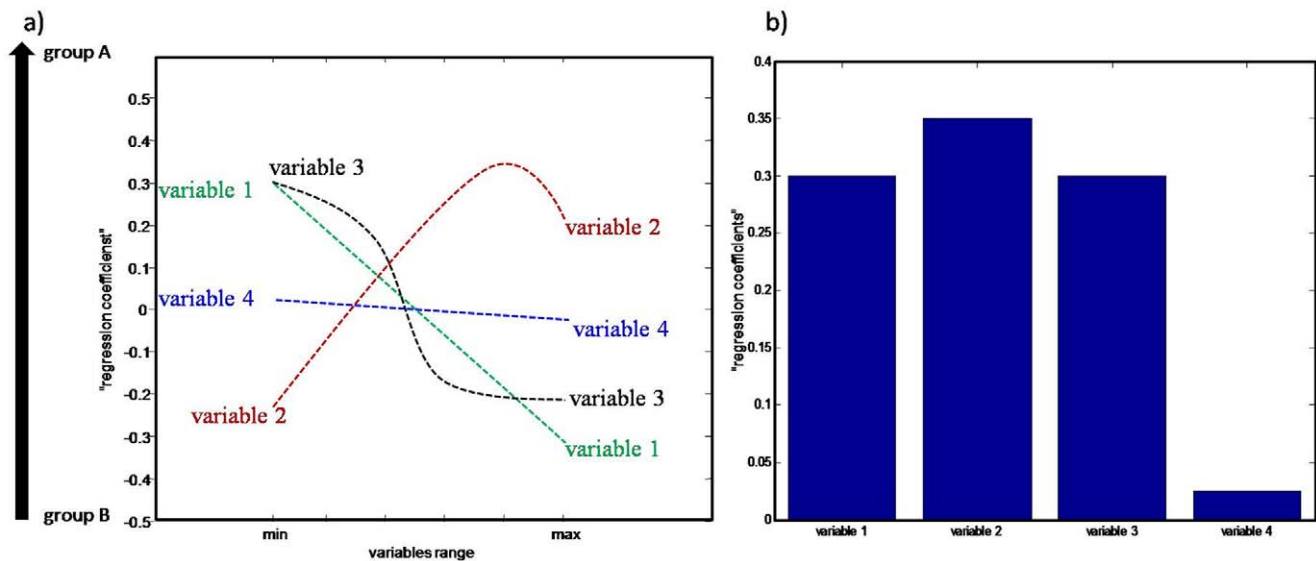 a)
group A
group B
"regression coefficienst"
0.5
0.4
0.3
0.2
0.1
0
-0.1
-0.2
-0.3
-0.4
-0.5
variable 3
variable 1
variable 2
variable 4
variable 4
variable 2
variable 3
variable 1
min
max
variables range
b)
"regression coefficients"
0.4
0.35
0.3
0.25
0.2
0.15
0.1
0.05
0
variable 1
variable 2
variable 3
variable 4